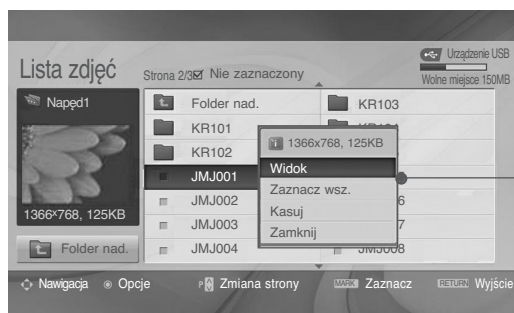 Urządzenie USB
Lista zdjęć
Strona 2/3
Nie zaznaczony
Wolne miejsce 150MB
Napęd1
1366x768, 125KB
Folder nad.
Folder nad.
KR103
KR101
KR102
JMJ001
JMJ002
JMJ003
JMJ004
JMJ008
1366x768, 125KB
Widok
Zaznacz wsz.
Kasuj
Zamknij
Nawigacja
Opcje
P Zmiana strony
MARK Zaznacz
RETURN Wyjście